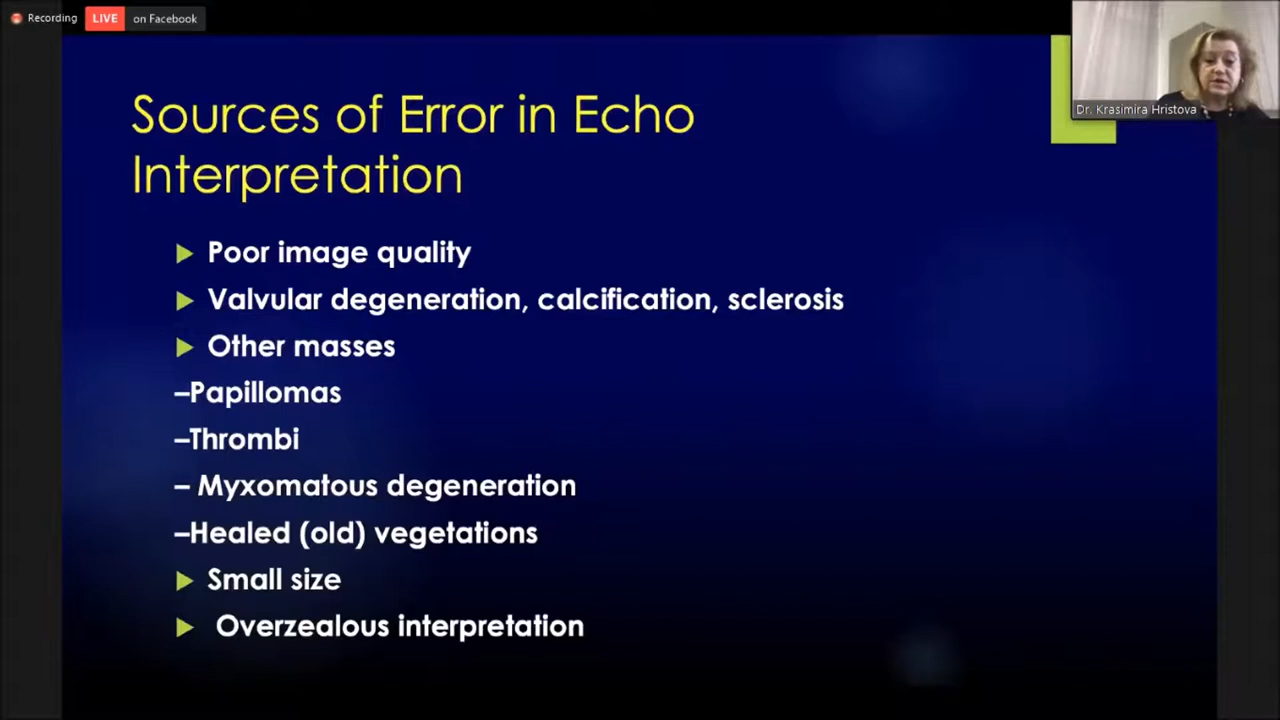 Recording LIVE on Facebook
Dr. Krasimira Hristova
Sources of Error in Echo
Interpretation
Poor image quality
Valvular degeneration, calcification, sclerosis
Other masses
–Papillomas
–Thrombi
– Myxomatous degeneration
–Healed (old) vegetations
Small size
Overzealous interpretation